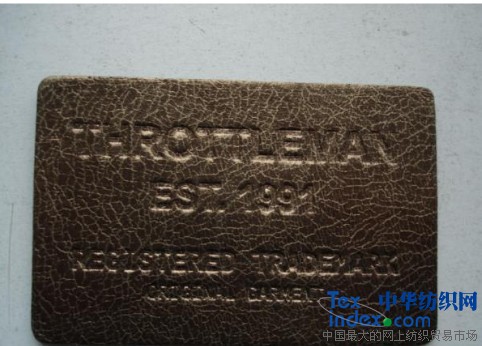 THROTTLEMAN
EST. 1991
REGISTERED TRADEMARK
ORIGINAL GARMENT
Tex 中华纺织网
Index.com
中国最大的网上纺织贸易市场